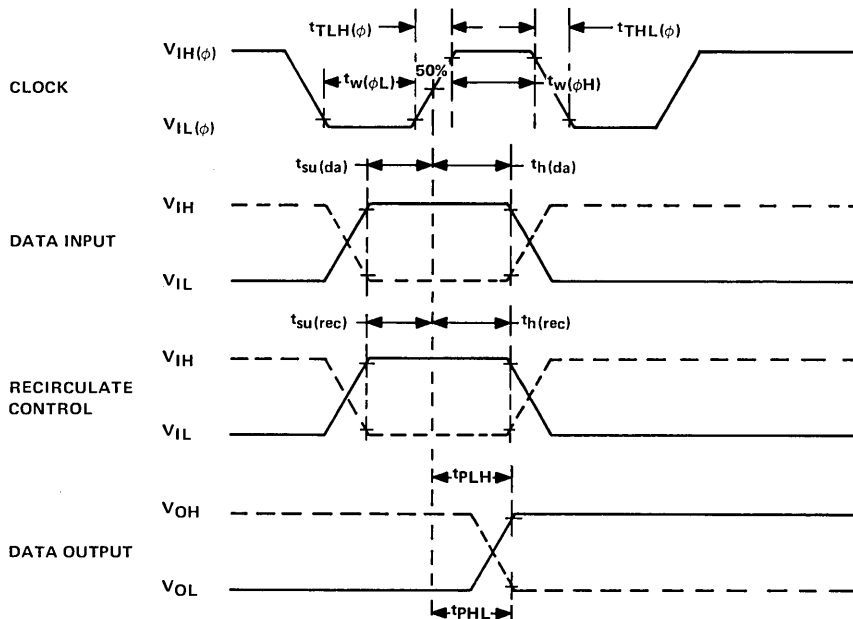 tTLH(φ) tTHL(φ)
VIH(φ)
50%
CLOCK
tw(φL) tw(φH)
VIL(φ)
tsu(da) th(da)
VIH
DATA INPUT
VIL
tsu(rec) th(rec)
VIH
RECIRCULATE
CONTROL
VIL
tPLH
VOH
DATA OUTPUT
VOL
tPHL